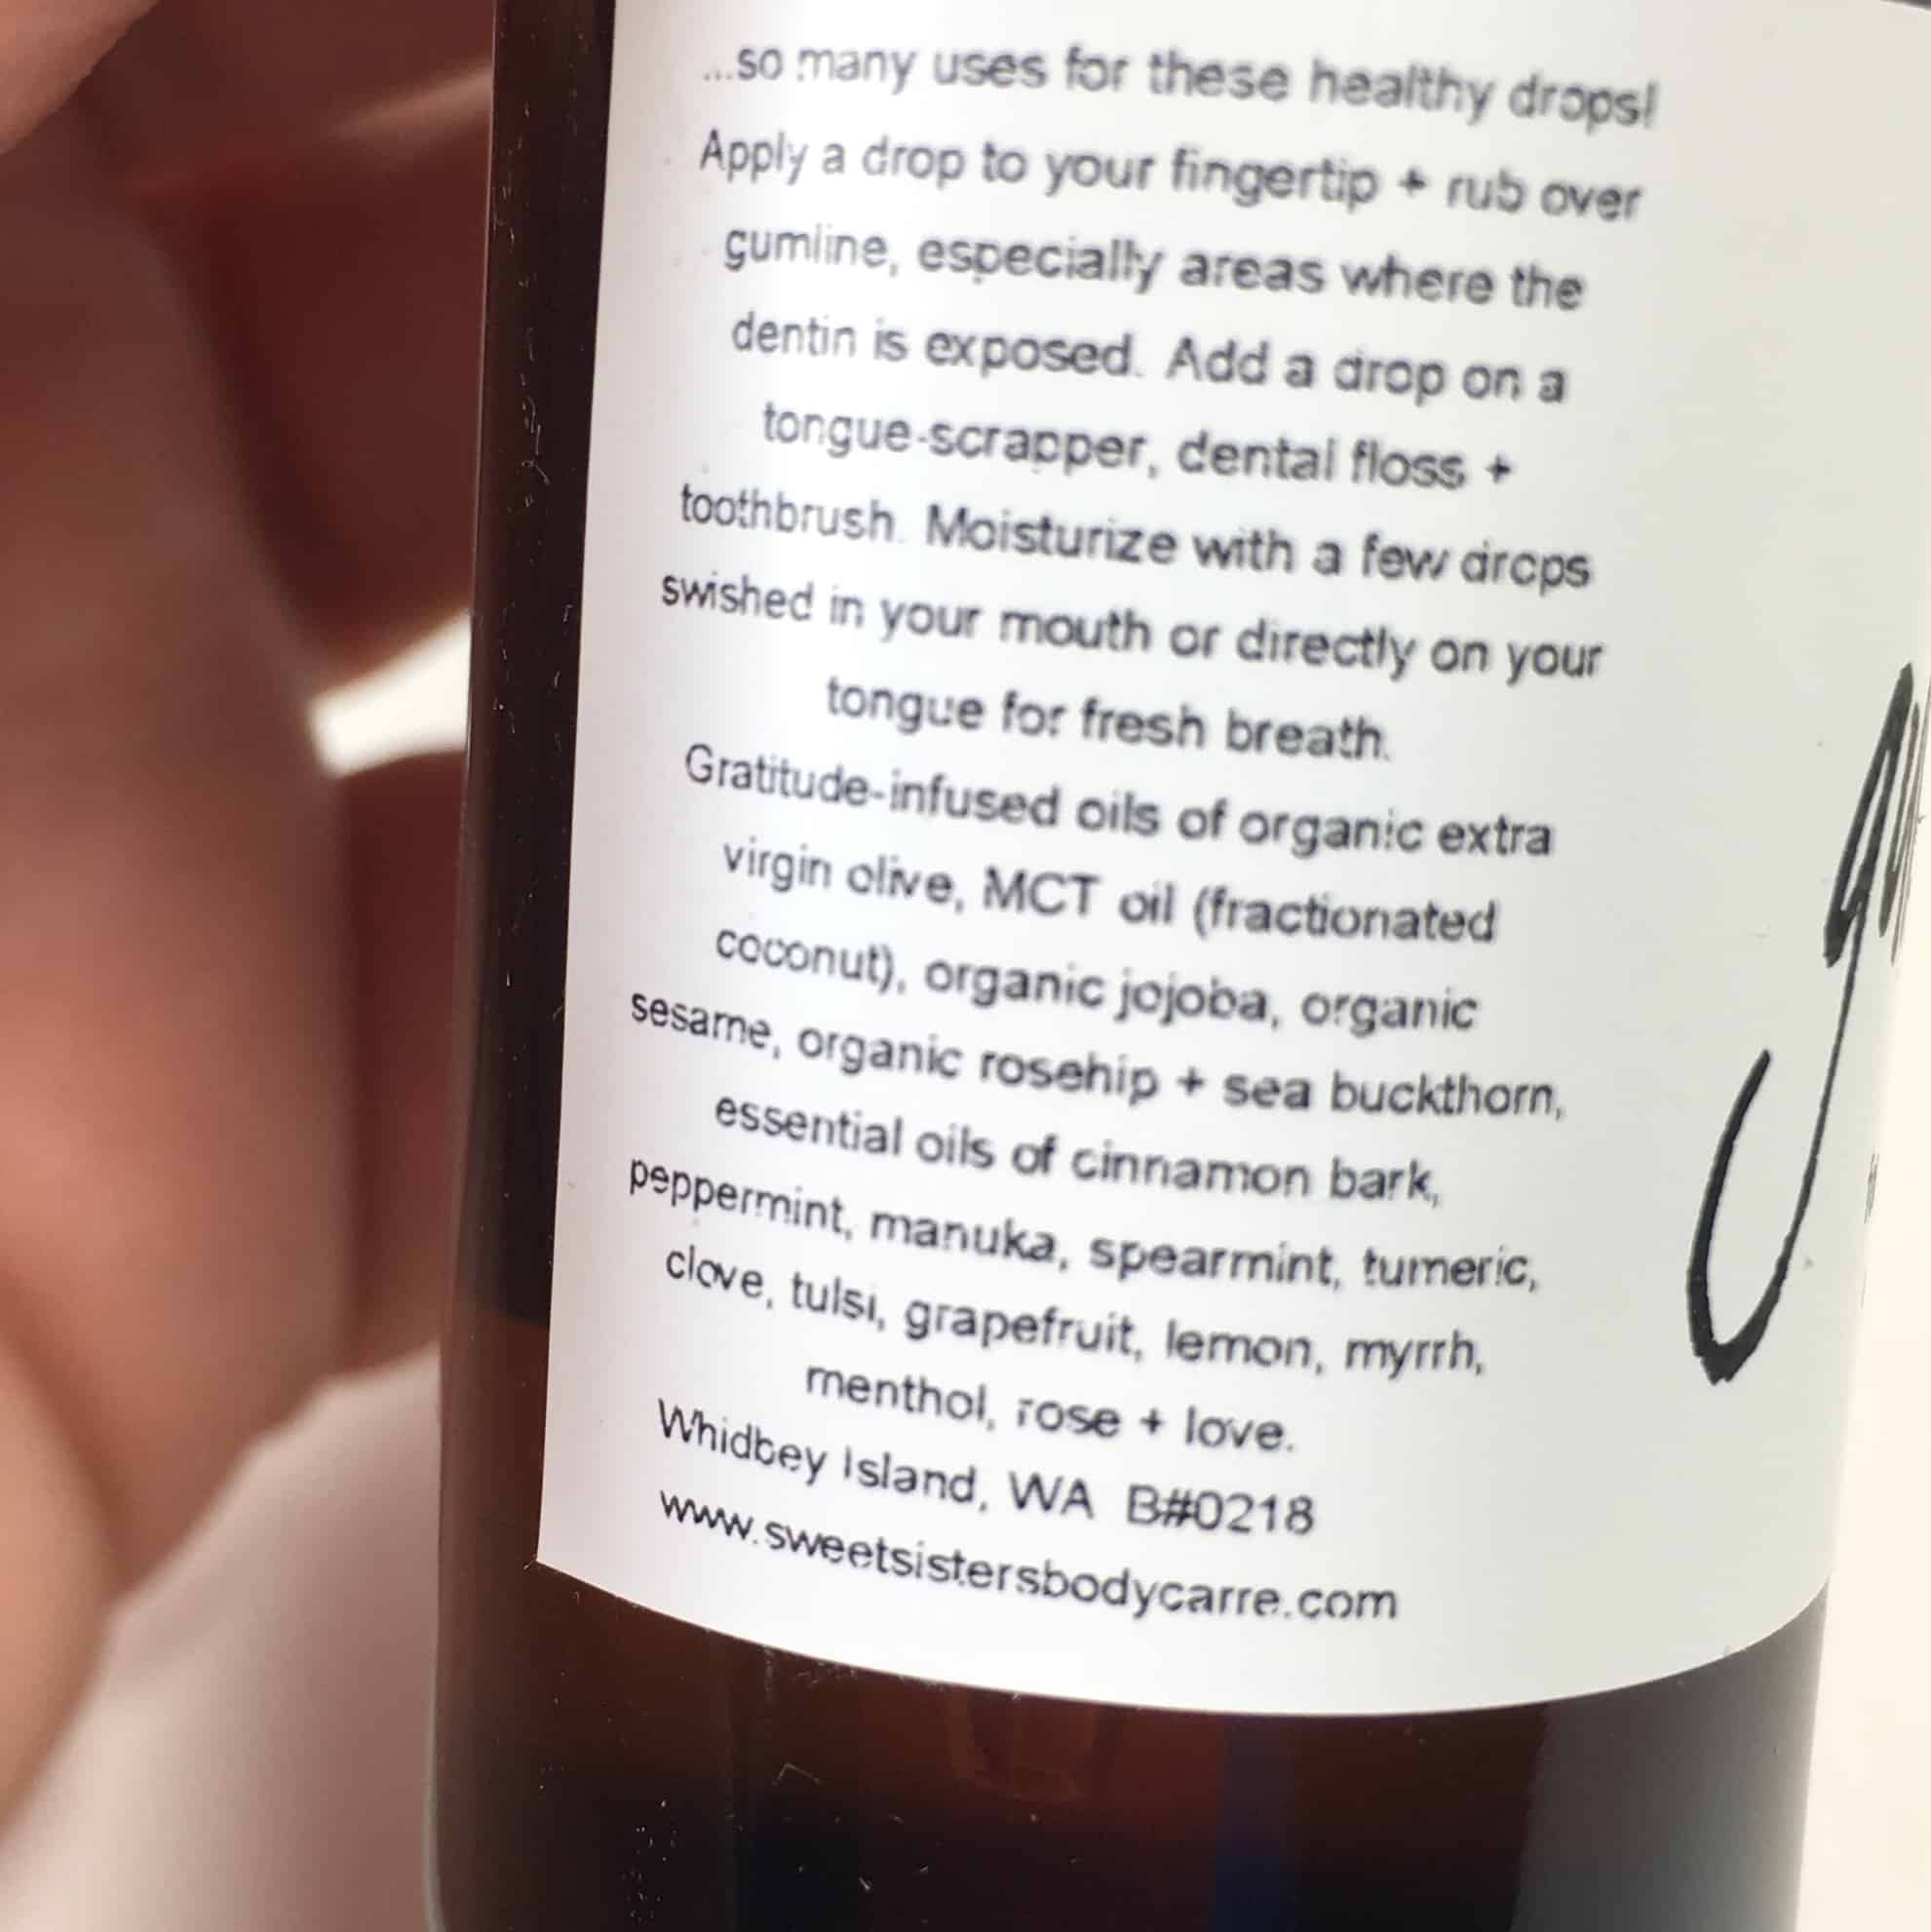 ...so many uses for these healthy drops!
Apply a drop to your fingertip + rub over
gumline, especially areas where the
dentin is exposed. Add a drop on a
tongue-scrapper, dental floss +
toothbrush. Moisturize with a few drops
swished in your mouth or directly on your
tongue for fresh breath.
Gratitude-infused oils of organic extra
virgin olive, MCT oil (fractionated
coconut), organic jojoba, organic
sesame, organic rosehip + sea buckthorn,
essential oils of cinnamon bark,
peppermint, manuka, spearmint, tumeric,
clove, tulsi, grapefruit, lemon, myrrh,
menthol, rose + love.
Whidbey Island, WA B#0218
www.sweetsistersbodycarre.com